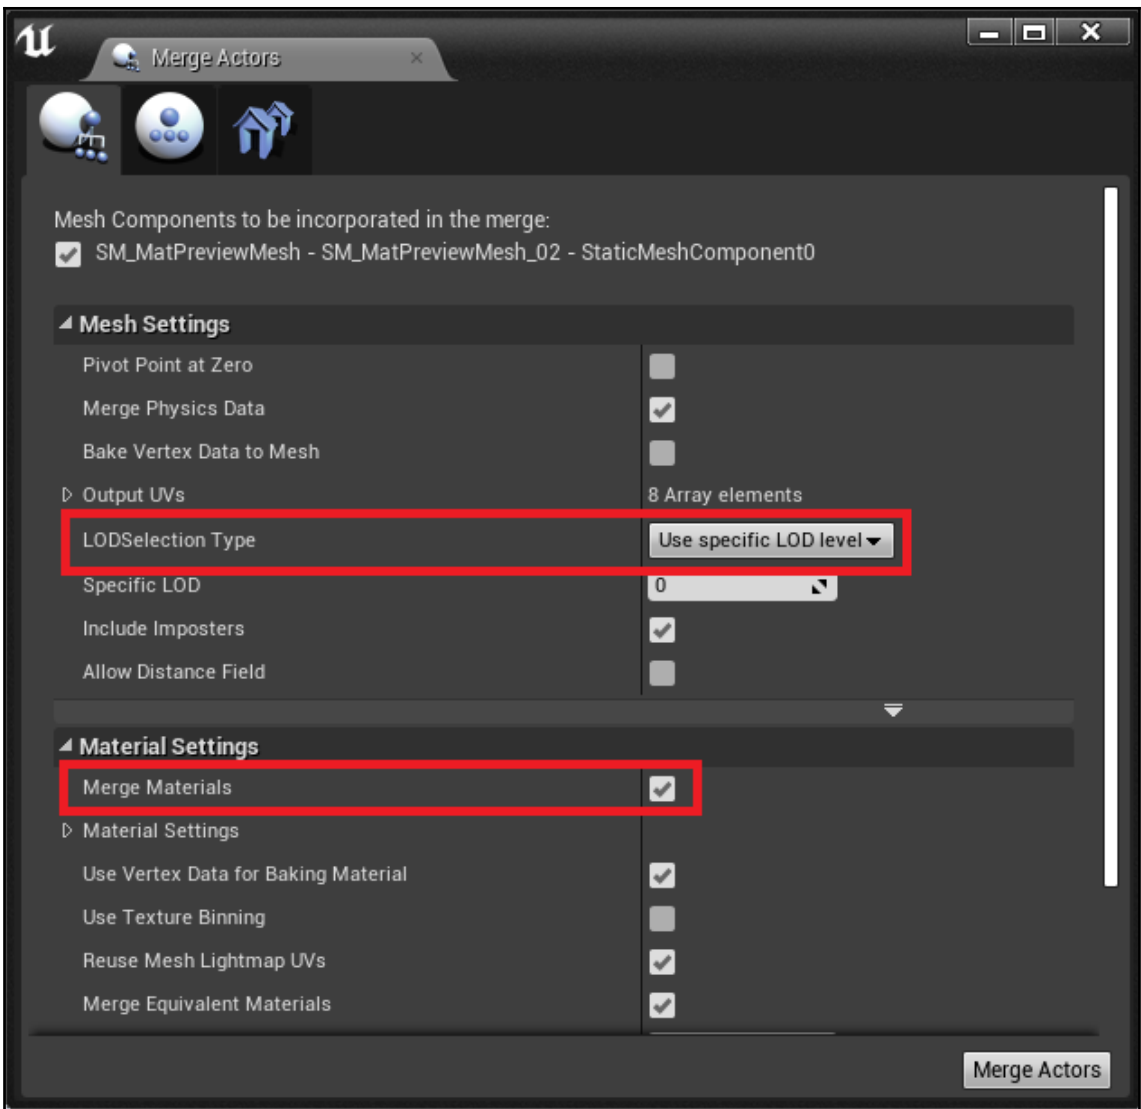 Merge Actors
Mesh Components to be incorporated in the merge:
SM_MatPreviewMesh - SM_MatPreviewMesh_02 - StaticMeshComponent0
Mesh Settings
Pivot Point at Zero
Merge Physics Data
Bake Vertex Data to Mesh
Output UVs 8 Array elements
LODSelection Type Use specific LOD level
Specific LOD 0
Include Imposters
Allow Distance Field
Material Settings
Merge Materials
Material Settings
Use Vertex Data for Baking Material
Use Texture Binning
Reuse Mesh Lightmap UVs
Merge Equivalent Materials
Merge Actors